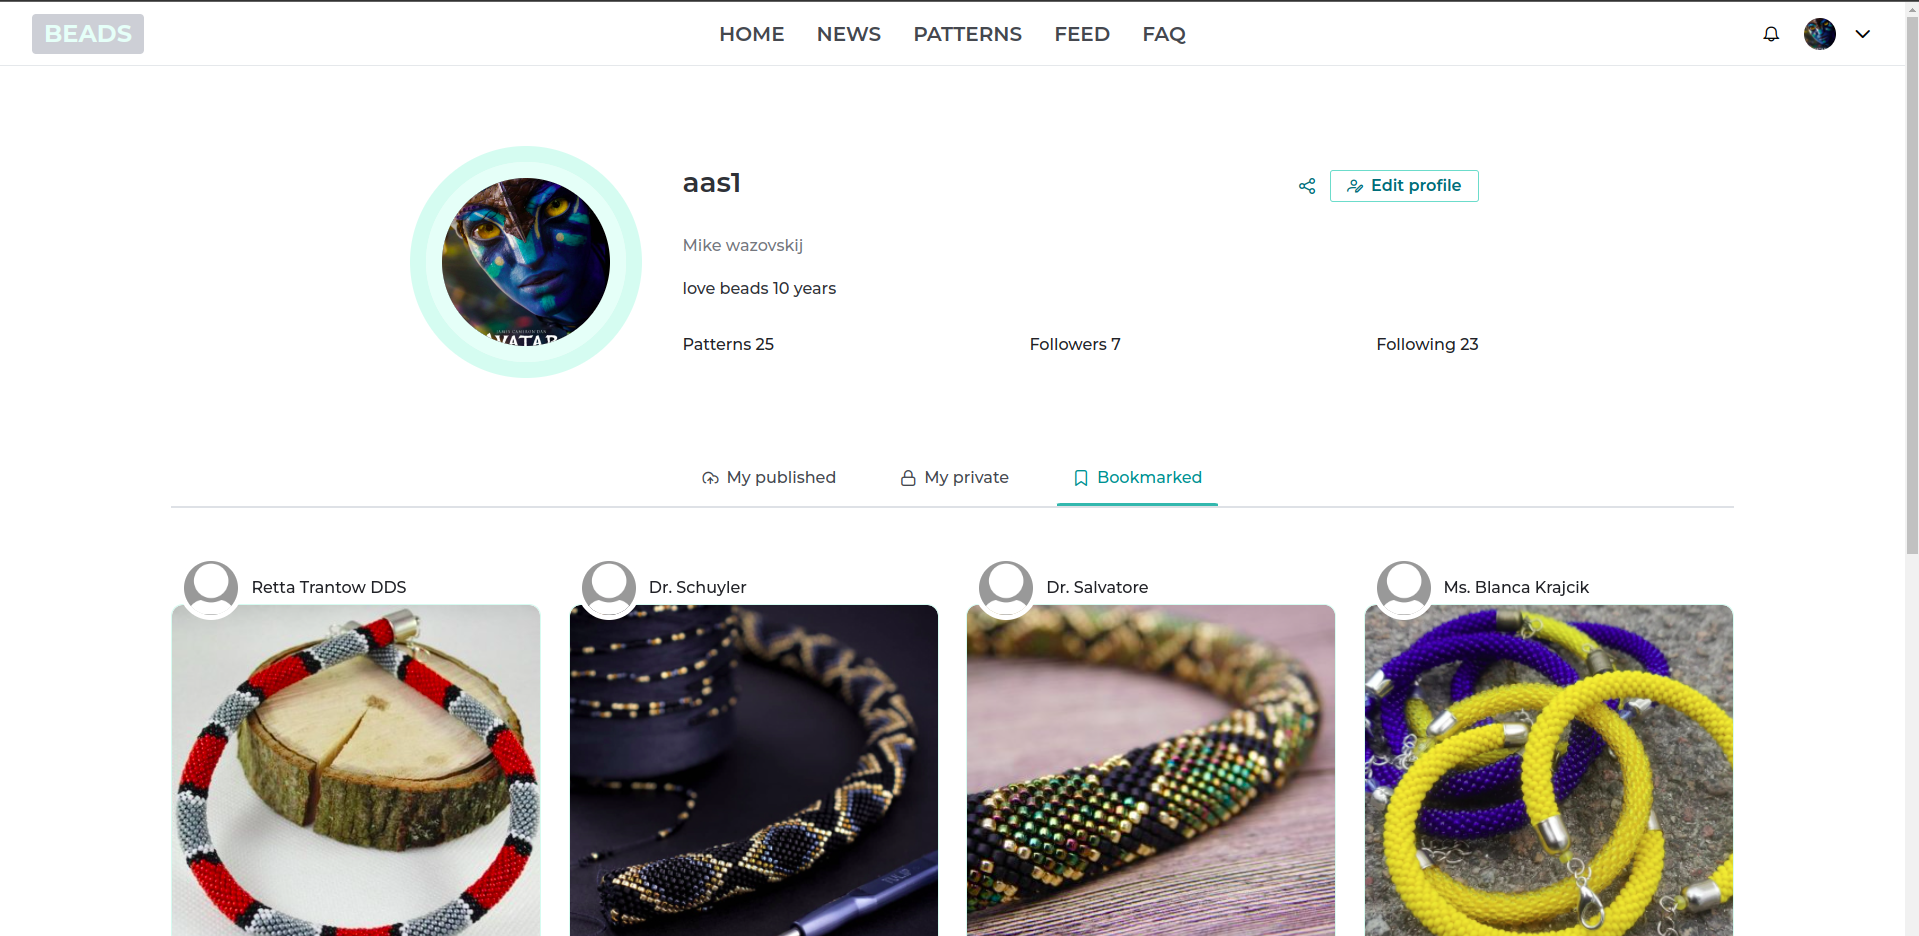 BEADS
HOME NEWS PATTERNS FEED FAQ
aas1
Edit profile
Mike wazovskij
love beads 10 years
Patterns 25 Followers 7 Following 23
My published My private Bookmarked
Retta Trantow DDS
Dr. Schuyler
Dr. Salvatore
Ms. Blanca Krajcik
TULIP